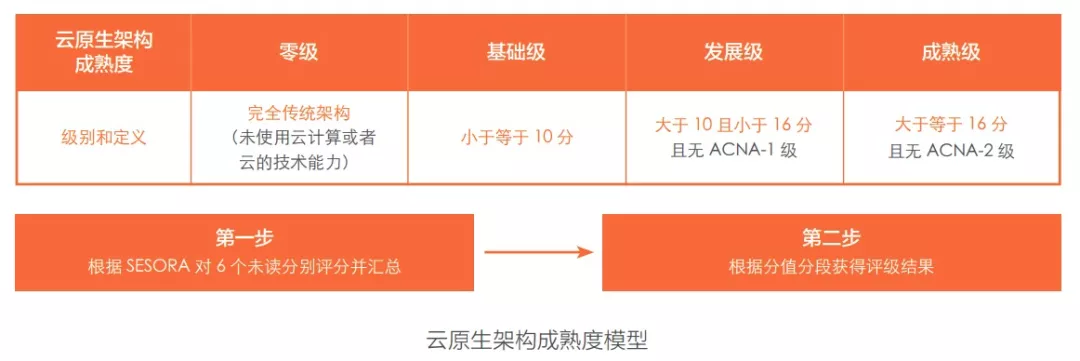 云原生架构
成熟度
零级
基础级
发展级
成熟级
级别和定义
完全传统架构
（未使用云计算或者
云的技术能力）
小于等于 10 分
大于 10 且小于 16 分
且无 ACNA-1 级
大于等于 16 分
且无 ACNA-2 级
第一步
根据 SESORA 对 6 个未读分别评分并汇总
第二步
根据分值分段获得评级结果
云原生架构成熟度模型